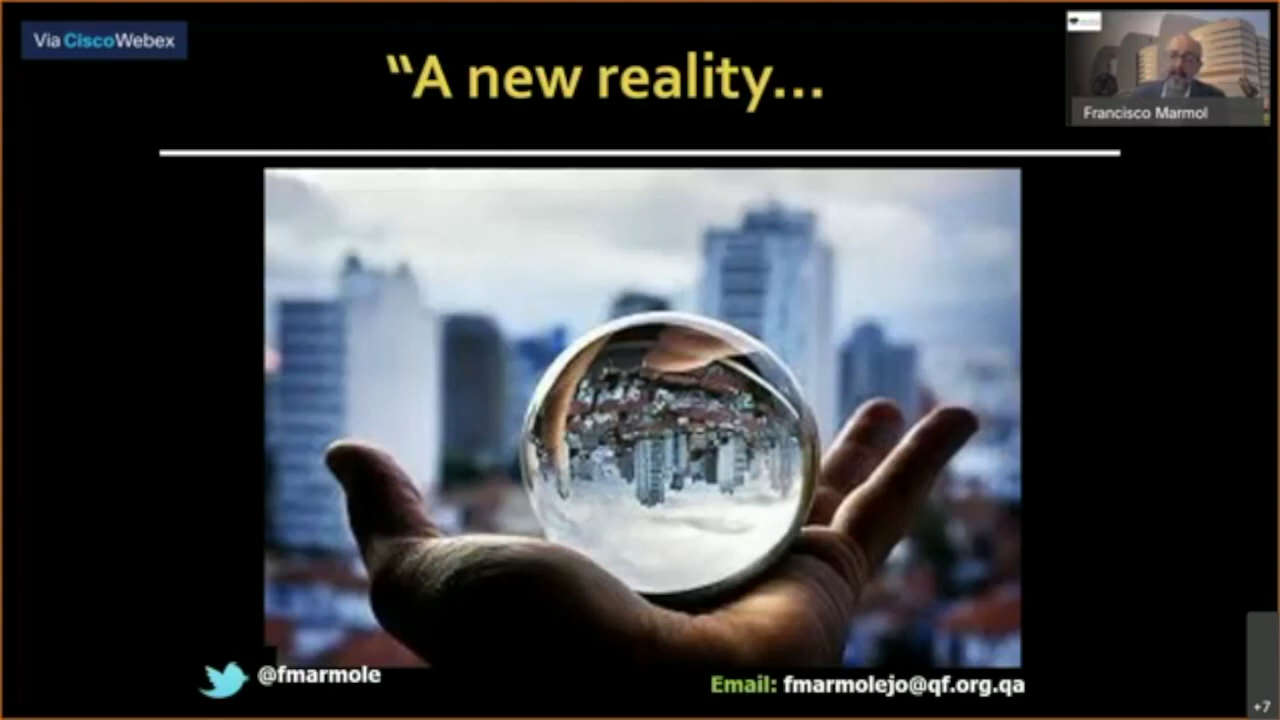 Via CiscoWebex
“A new reality...
Francisco Marmol
@fmarmole
Email: fmarmolejo@qf.org.qa
+7